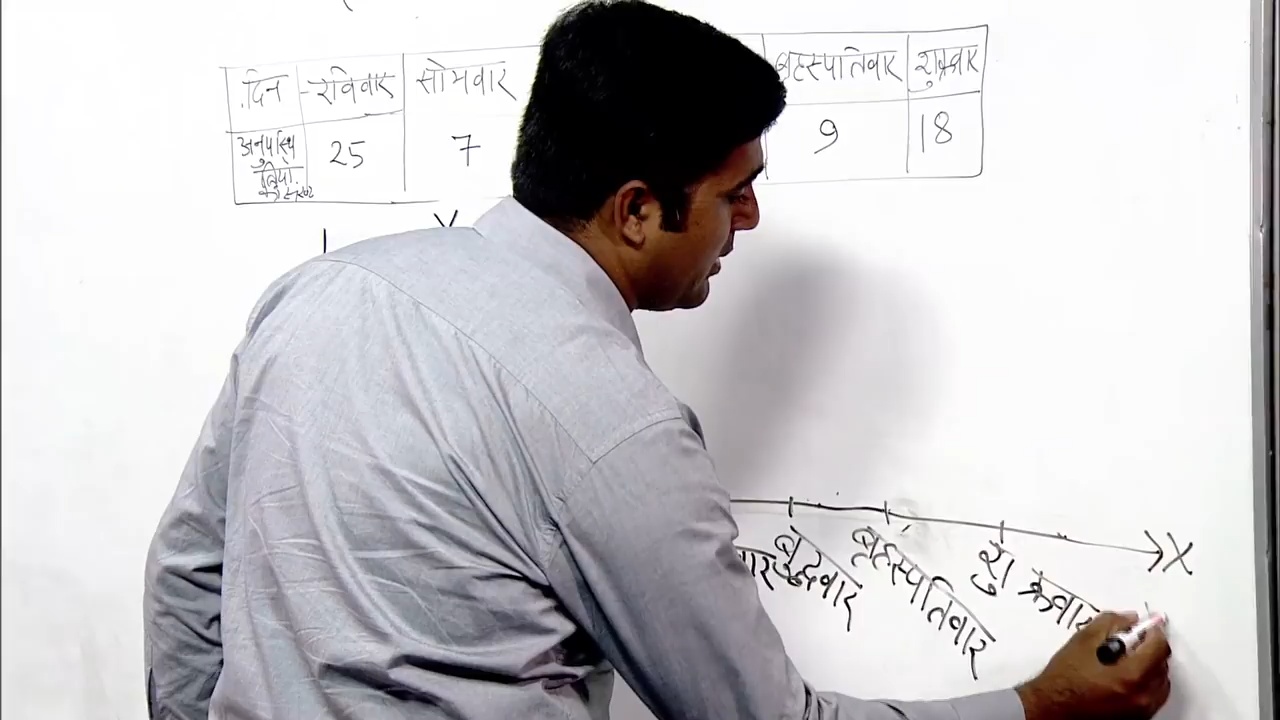 दिन रविवार सोमवार बृहस्पतिवार शुक्रवार
अनुपस्थि 25 7 9 18
Y
X
बुद्धवार बृहस्पतिवार शुक्रवार